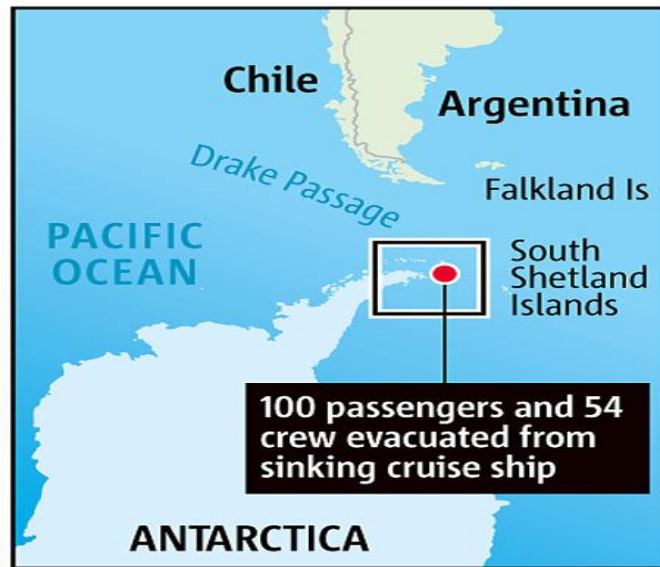 Chile
Argentina
Drake Passage
Falkland Is
PACIFIC
OCEAN
South
Shetland
Islands
100 passengers and 54
crew evacuated from
sinking cruise ship
ANTARCTICA